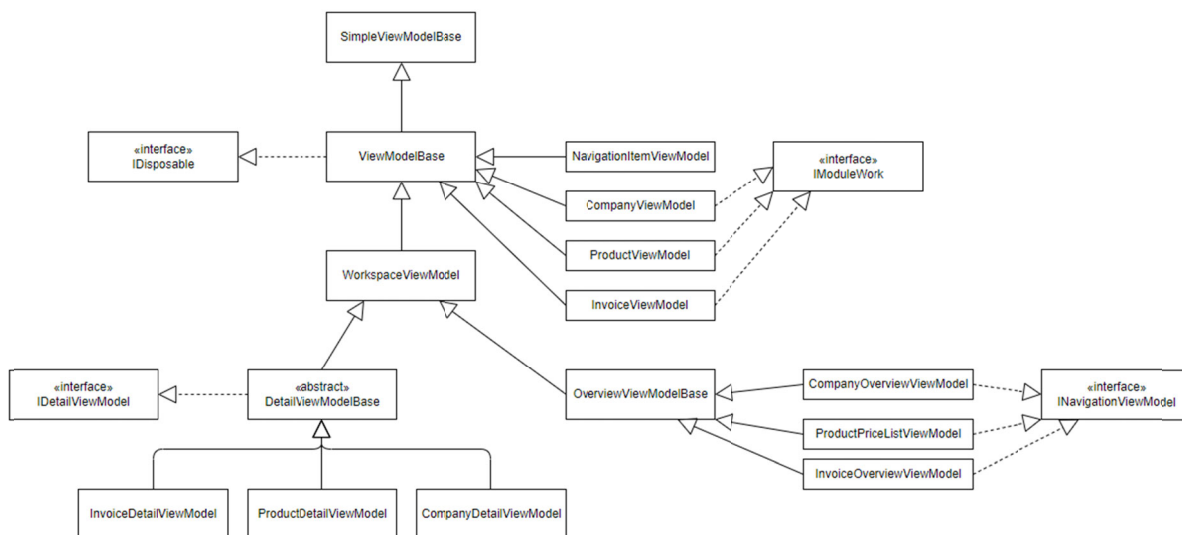 SimpleViewModelBase
«interface»
IDisposable
ViewModelBase
NavigationItemViewModel
«interface»
IModuleWork
CompanyViewModel
ProductViewModel
WorkspaceViewModel
InvoiceViewModel
«interface»
IDetailViewModel
«abstract»
DetailViewModelBase
OverviewViewModelBase
CompanyOverviewViewModel
«interface»
INavigationViewModel
ProductPriceListViewModel
InvoiceOverviewViewModel
InvoiceDetailViewModel
ProductDetailViewModel
CompanyDetailViewModel